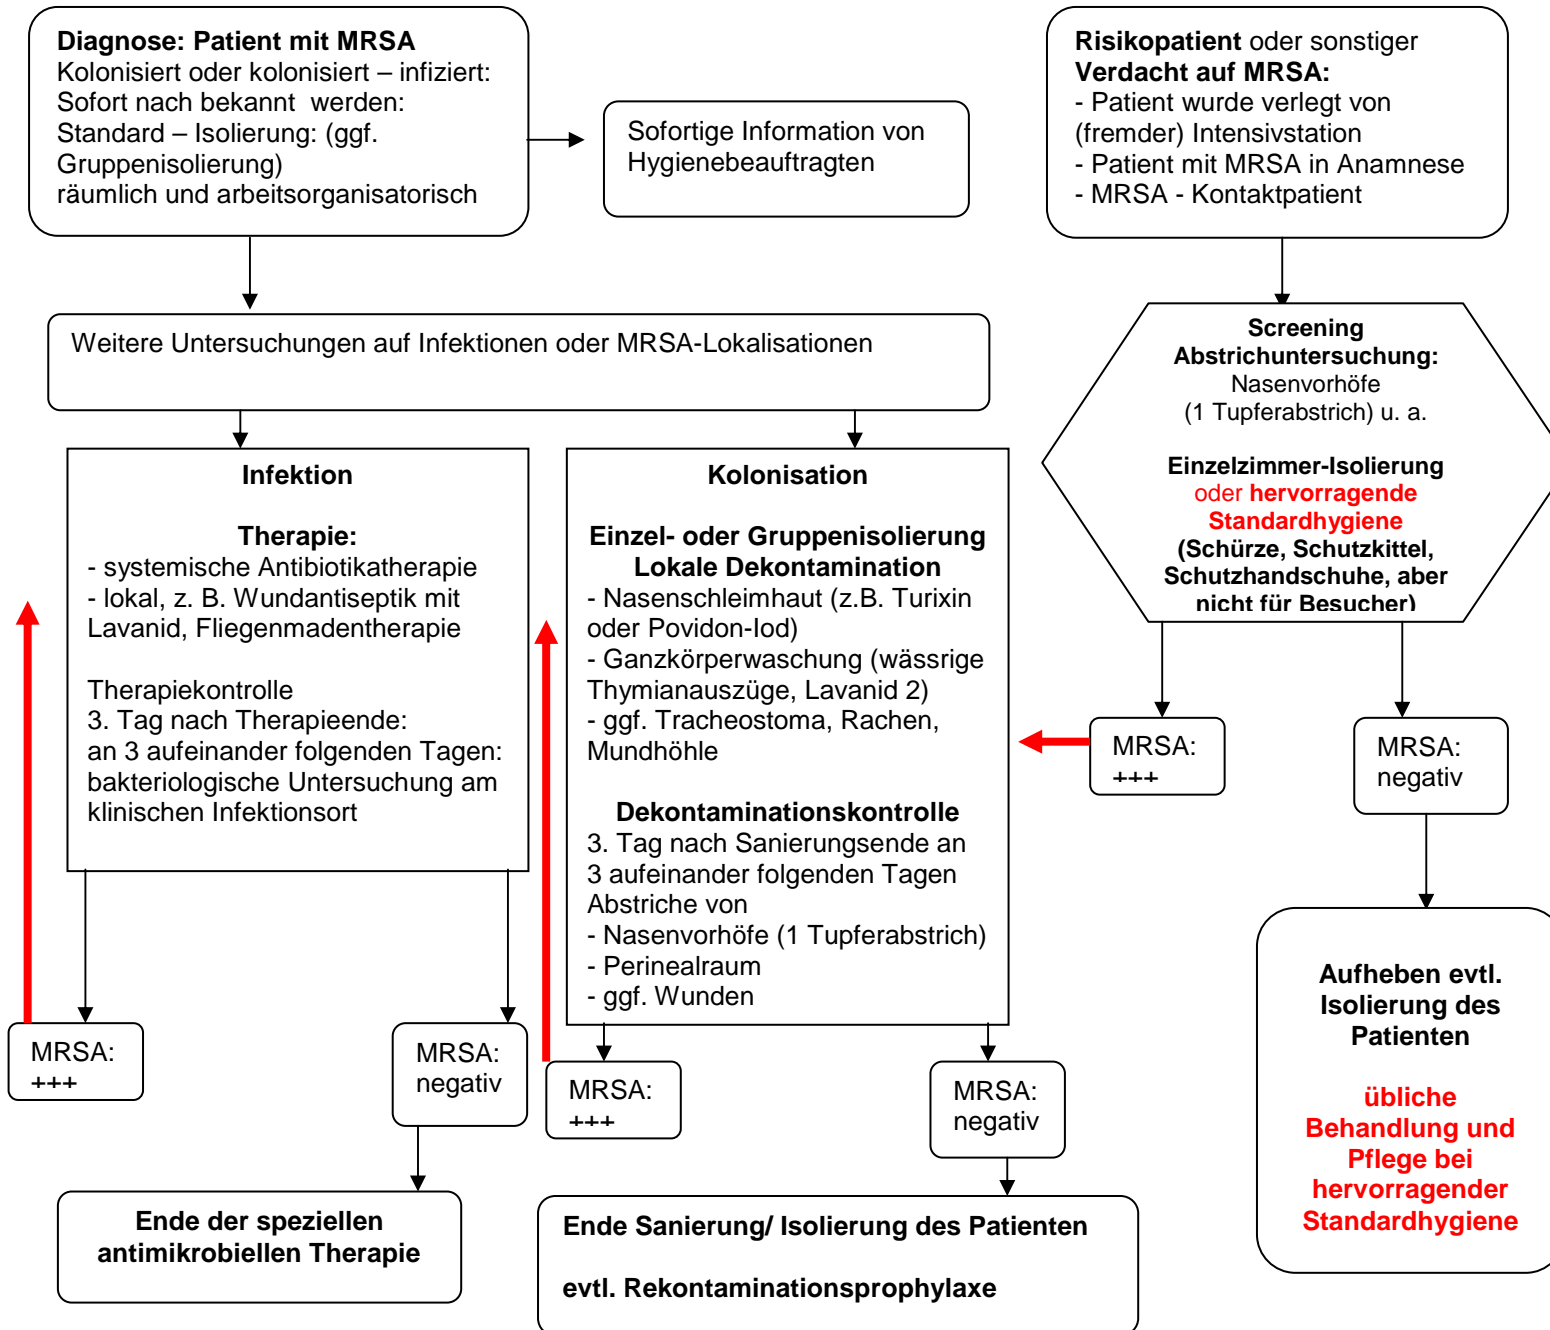 Diagnose: Patient mit MRSA
Kolonisiert oder kolonisiert – infiziert:
Sofort nach bekannt werden:
Standard – Isolierung: (ggf.
Gruppenisolierung)
räumlich und arbeitsorganisatorisch
Sofortige Information von
Hygienebeauftragten
Risikopatient oder sonstiger
Verdacht auf MRSA:
- Patient wurde verlegt von
(fremder) Intensivstation
- Patient mit MRSA in Anamnese
- MRSA - Kontaktpatient
Weitere Untersuchungen auf Infektionen oder MRSA-Lokalisationen
Screening
Abstrichuntersuchung:
Nasenvorhöfe
(1 Tupferabstrich) u. a.
Einzelzimmer-Isolierung
oder hervorragende
Standardhygiene
(Schürze, Schutzkittel,
Schutzhandschuhe, aber
nicht für Besucher)
Infektion
Therapie:
- systemische Antibiotikatherapie
- lokal, z. B. Wundantiseptik mit
Lavanid, Fliegenmadentherapie
Therapiekontrolle
3. Tag nach Therapieende:
an 3 aufeinander folgenden Tagen:
bakteriologische Untersuchung am
klinischen Infektionsort
Kolonisation
Einzel- oder Gruppenisolierung
Lokale Dekontamination
- Nasenschleimhaut (z.B. Turixin
oder Povidon-Iod)
- Ganzkörperwaschung (wässrige
Thymianauszüge, Lavanid 2)
- ggf. Tracheostoma, Rachen,
Mundhöhle
Dekontaminationskontrolle
3. Tag nach Sanierungsende an
3 aufeinander folgenden Tagen
Abstriche von
- Nasenvorhöfe (1 Tupferabstrich)
- Perinealraum
- ggf. Wunden
MRSA:
+++
MRSA:
negativ
MRSA:
+++
MRSA:
negativ
MRSA:
+++
MRSA:
negativ
Ende der speziellen
antimikrobiellen Therapie
Ende Sanierung/ Isolierung des Patienten
evtl. Rekontaminationsprophylaxe
Aufheben evtl.
Isolierung des
Patienten
übliche
Behandlung und
Pflege bei
hervorragender
Standardhygiene